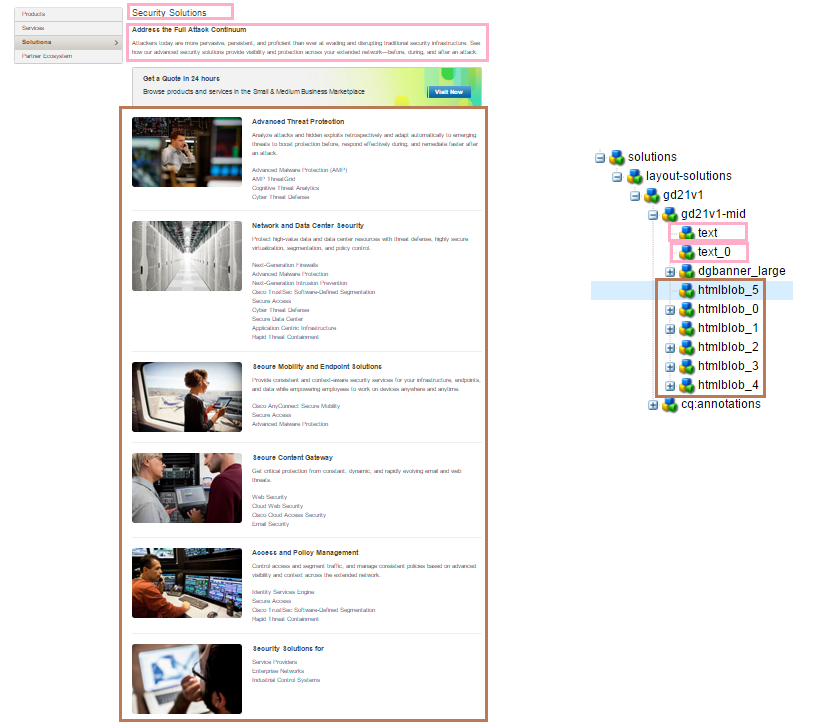 Products
Services
Solutions
Partner Ecosystem
Security Solutions
Address the Full Attack Continuum
Attackers today are more pervasive, persistent, and proficient than ever at evading and disrupting traditional security infrastructure. See
how our advanced security solutions provide visibility and protection across your extended network—before, during, and after an attack.
Get a Quote in 24 hours
Browse products and services in the Small & Medium Business Marketplace
Visit Now
Advanced Threat Protection
Analyze attacks and hidden exploits retrospectively and adapt automatically to emerging
threats to boost protection before, respond effectively during, and remediate faster after
an attack.
Advanced Malware Protection (AMP)
AMP ThreatGrid
Cognitive Threat Analytics
Cyber Threat Defense
Network and Data Center Security
Protect high-value data and data center resources with threat defense, highly secure
virtualization, segmentation, and policy control.
Next-Generation Firewalls
Advanced Malware Protection
Next-Generation Intrusion Prevention
Cisco TrustSec Software-Defined Segmentation
Secure Access
Cyber Threat Defense
Secure Data Center
Application Centric Infrastructure
Rapid Threat Containment
Secure Mobility and Endpoint Solutions
Provide consistent and context-aware security services for your infrastructure, endpoints,
and data while empowering employees to work on devices anywhere and anytime.
Cisco AnyConnect Secure Mobility
Secure Access
Advanced Malware Protection
Secure Content Gateway
Get critical protection from constant, dynamic, and rapidly evolving email and web
threats.
Web Security
Cloud Web Security
Cisco Cloud Access Security
Email Security
Access and Policy Management
Control access and segment traffic, and manage consistent policies based on advanced
visibility and context across the extended network.
Identity Services Engine
Secure Access
Cisco TrustSec Software-Defined Segmentation
Rapid Threat Containment
Security Solutions for
Service Providers
Enterprise Networks
Industrial Control Systems
solutions
layout-solutions
gd21v1
gd21v1-mid
text
text_0
dgbanner_large
htmlblob_5
htmlblob_0
htmlblob_1
htmlblob_2
htmlblob_3
htmlblob_4
cq:annotations